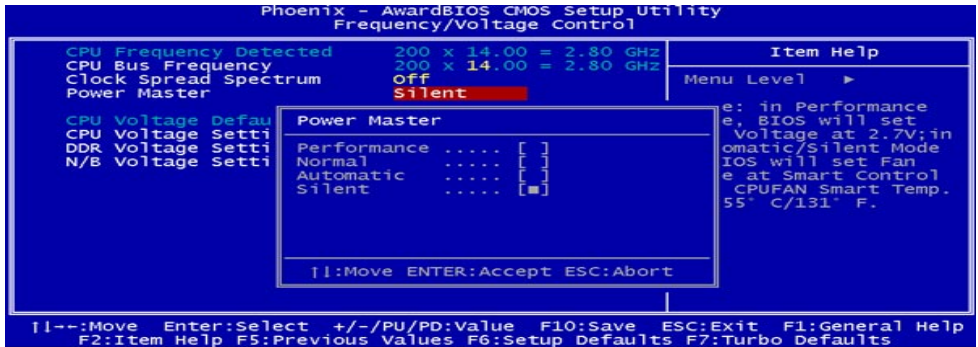 Phoenix - AwardBIOS CMOS Setup Utility
Frequency/Voltage Control
CPU Frequency Detected 200 x 14.00 = 2.80 GHz
CPU Bus Frequency 200 x 14.00 = 2.80 GHz
Clock Spread Spectrum Off
Power Master Silent
CPU Voltage Defau
CPU Voltage Setti
DDR Voltage Setti
N/B Voltage Setti
Power Master
Performance ..... [ ]
Normal ..... [ ]
Automatic ..... [ ]
Silent ..... [■]
↑↓:Move ENTER:Accept ESC:Abort
Item Help
Menu Level ►
e: in Performance
e, BIOS will set
Voltage at 2.7V;in
omatic/Silent Mode
IOS will set Fan
e at Smart Control
CPUFAN Smart Temp.
55° C/131° F.
↑↓→←:Move Enter:Select +/-/PU/PD:Value F10:Save ESC:Exit F1:General Help
F2:Item Help F5:Previous Values F6:Setup Defaults F7:Turbo Defaults